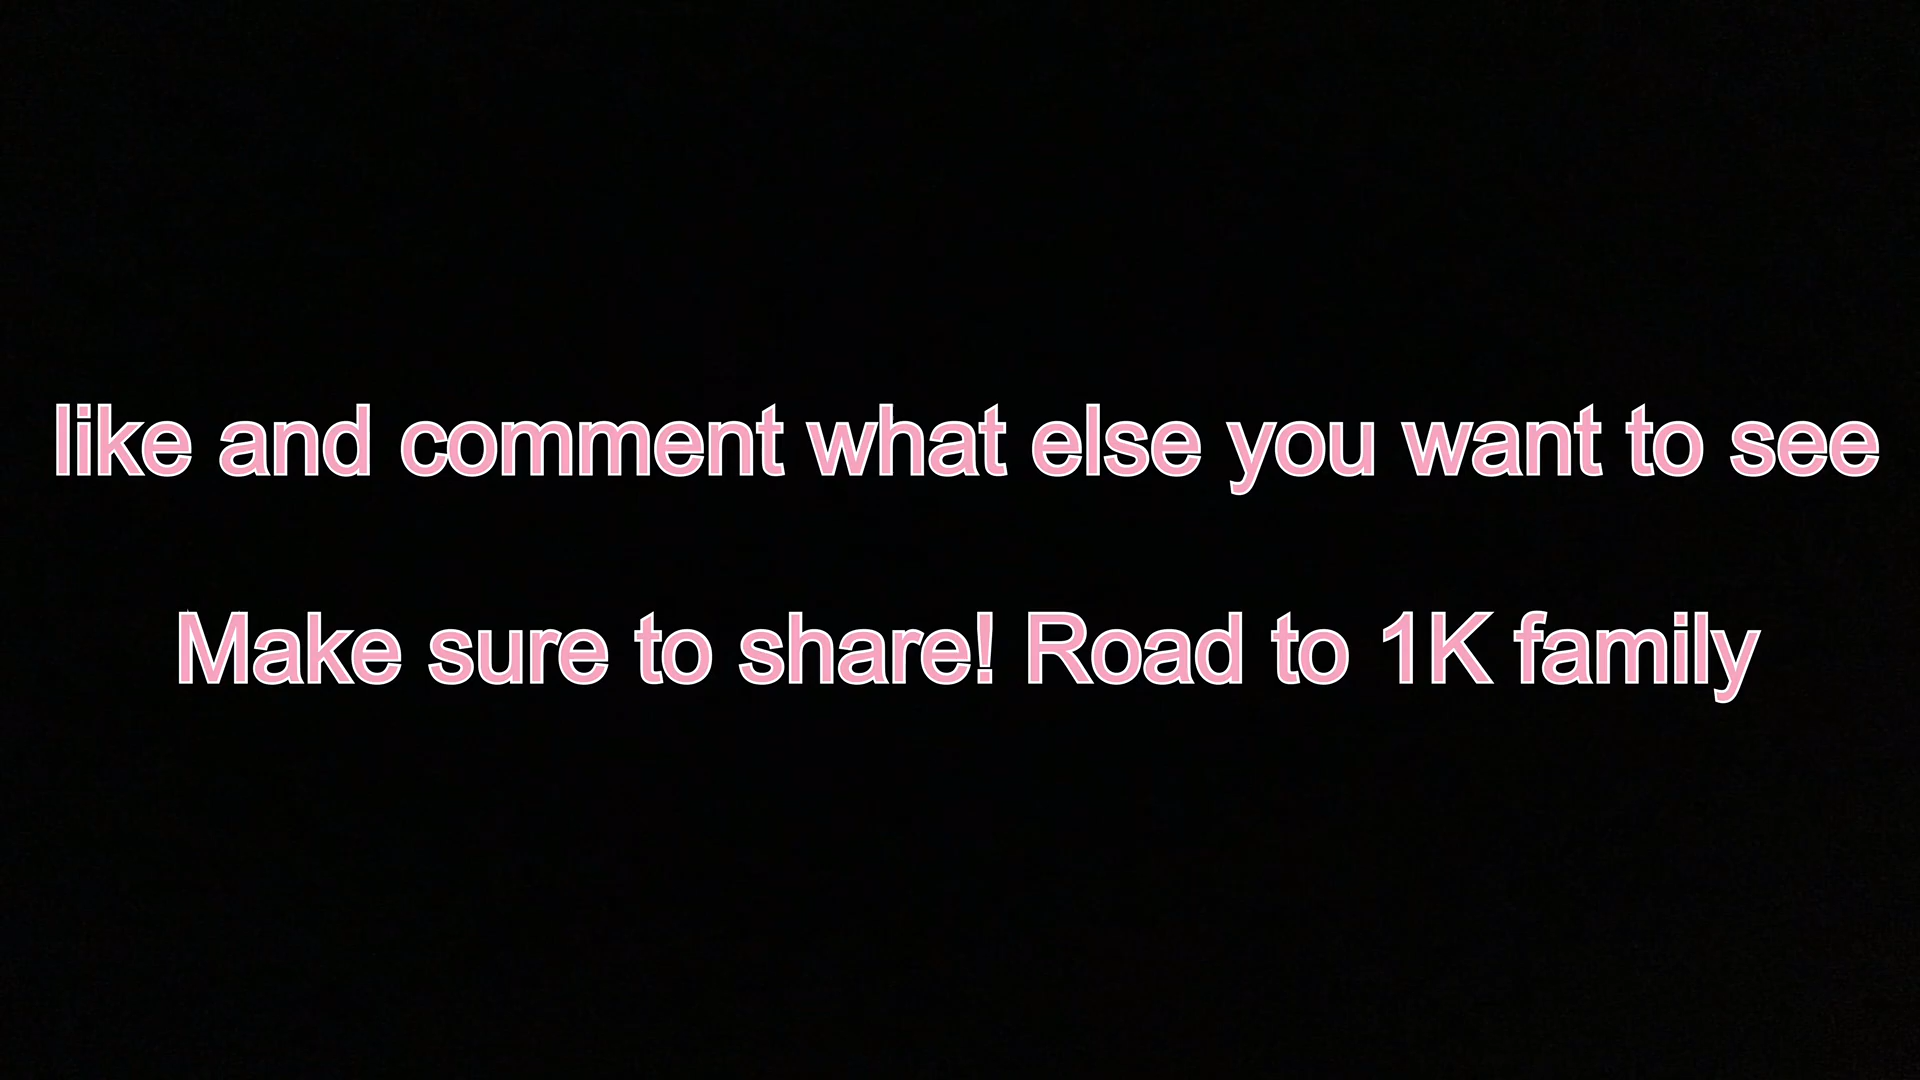 like and comment what else you want to see
Make sure to share! Road to 1K family